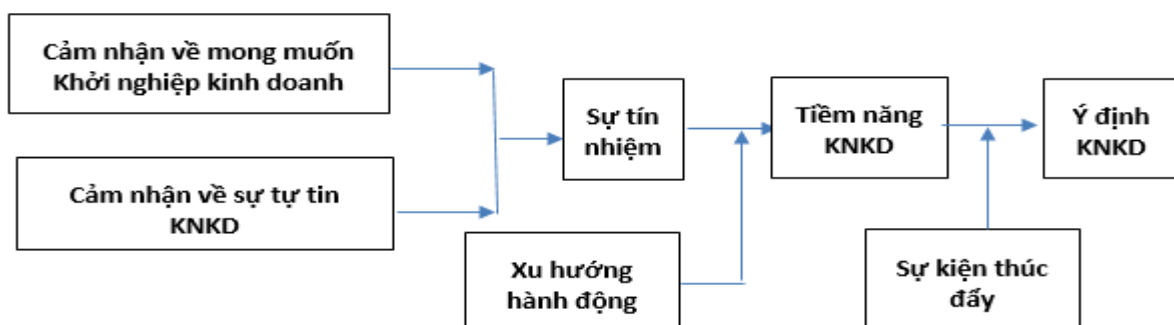 Cảm nhận về mong muốn
Khởi nghiệp kinh doanh
Cảm nhận về sự tự tin
KNKD
Sự tín
nhiệm
Xu hướng
hành động
Tiềm năng
KNKD
Sự kiện thúc
đẩy
Ý định
KNKD